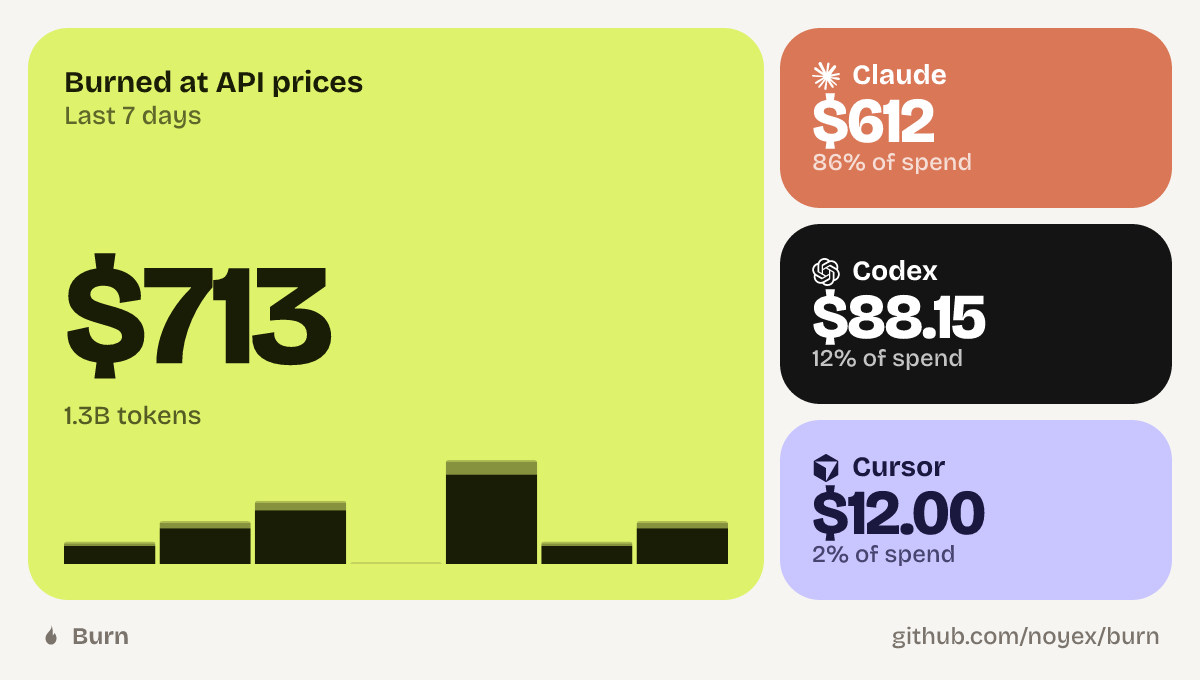 Burned at API prices
Last 7 days
$713
1.3B tokens
Claude
$612
86% of spend
Codex
$88.15
12% of spend
Cursor
$12.00
2% of spend
Burn
github.com/noyex/burn